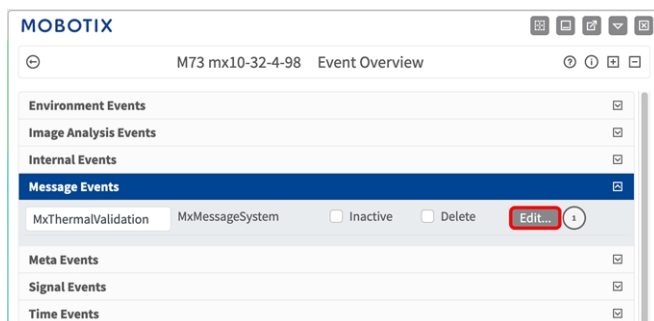 MOBOTIX
M73 mx10-32-4-98 Event Overview
Environment Events
Image Analysis Events
Internal Events
Message Events
MxThermalValidation MxMessageSystem Inactive Delete Edit... 1
Meta Events
Signal Events
Time Events